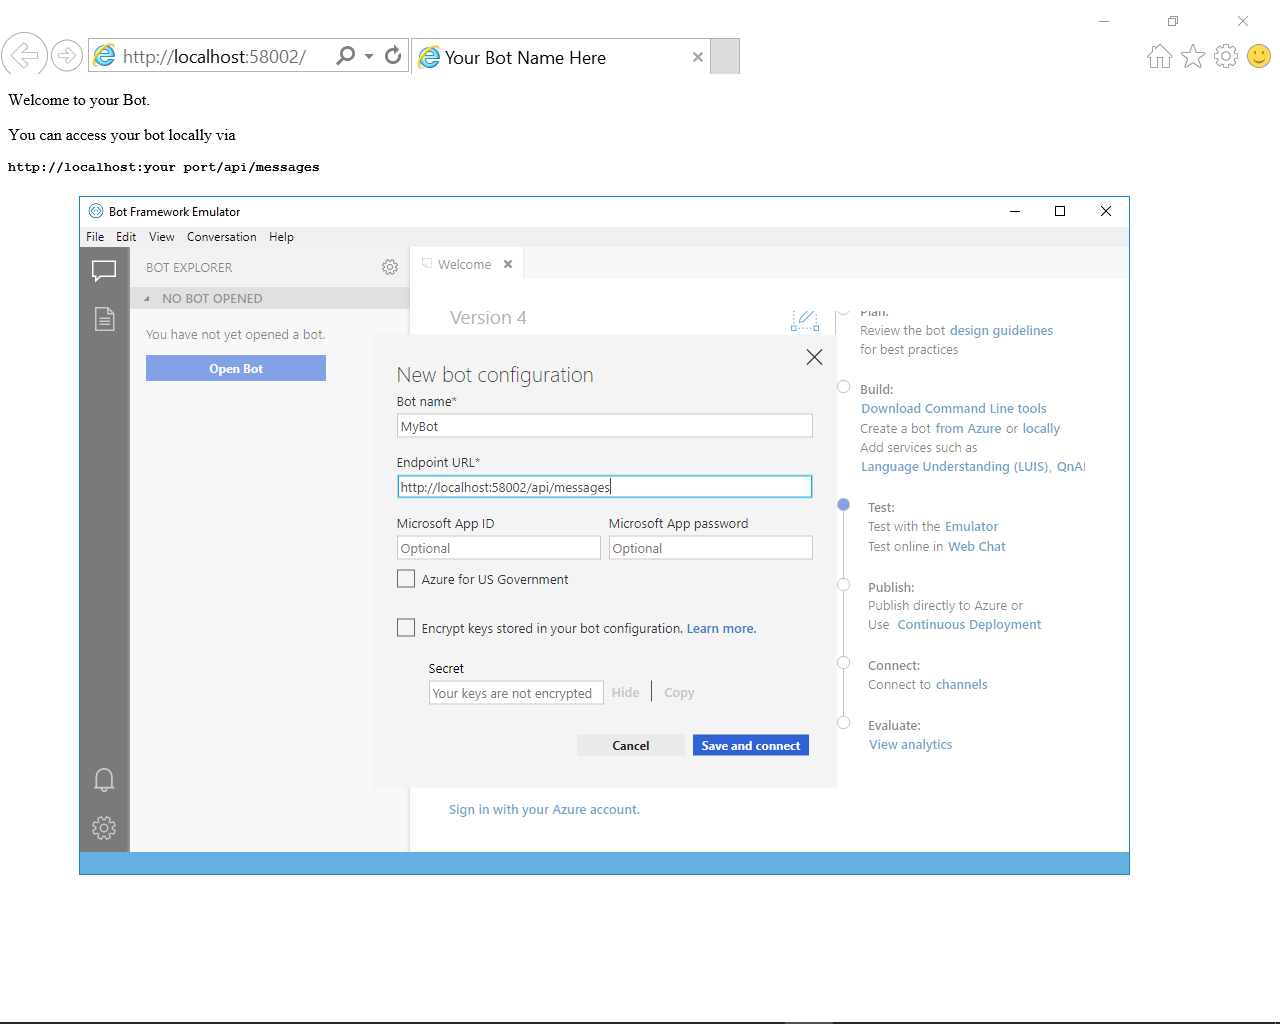 http://localhost:58002/
Your Bot Name Here
Welcome to your Bot.
You can access your bot locally via
http://localhost:your port/api/messages
Bot Framework Emulator
File Edit View Conversation Help
BOT EXPLORER
NO BOT OPENED
You have not yet opened a bot.
Open Bot
Welcome
Version 4
New bot configuration
Bot name*
MyBot
Endpoint URL*
http://localhost:58002/api/messages
Microsoft App ID Microsoft App password
Optional Optional
Azure for US Government
Encrypt keys stored in your bot configuration. Learn more.
Secret
Your keys are not encrypted Hide Copy
Cancel Save and connect
Sign in with your Azure account.
Plan:
Review the bot design guidelines
for best practices
Build:
Download Command Line tools
Create a bot from Azure or locally
Add services such as
Language Understanding (LUIS), QnAI
Test:
Test with the Emulator
Test online in Web Chat
Publish:
Publish directly to Azure or
Use Continuous Deployment
Connect:
Connect to channels
Evaluate:
View analytics